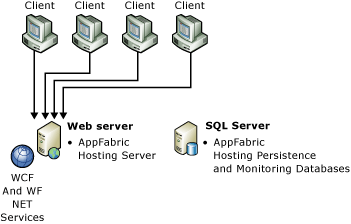 Client Client Client Client
Web server
• AppFabric
Hosting Server
SQL Server
• AppFabric
Hosting Persistence
and Monitoring Databases
WCF
And WF
NET
Services